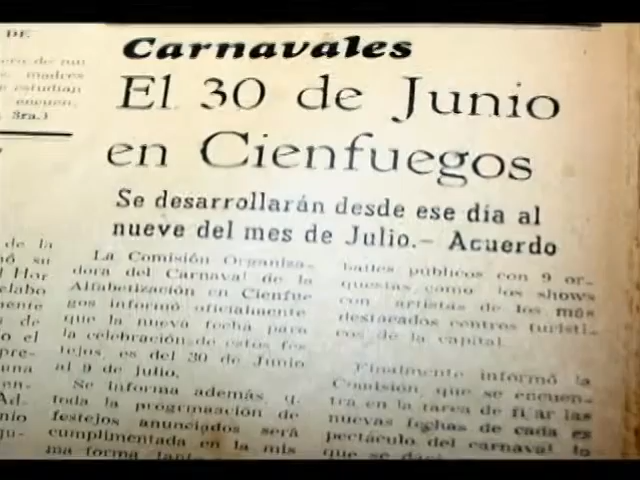 DE
madres
estudian
3ra.)
Carnavales
El 30 de Junio
en Cienfuegos
Se desarrollarán desde ese día al
nueve del mes de Julio.– Acuerdo
La Comisión Organiza-
dora del Carnaval de la
Alfabetización en Cienfue
gos informó oficialmente
que la nueva fecha para
la celebración de estos fes
tejos, es del 30 de Junio
al 9 de julio.
Se informa además, q.
toda la programación de
festejos anunciados será
cumplimentada en la mis
ma forma
bailes públicos con 9 or-
questas como los shows
con artistas de los más
destacados centros turísti-
cos de la capital.
Finalmente informó la
Comisión, que se encuen-
tra en la tarea de fijar las
nuevas fechas de cada es
pectáculo del carnaval lo
que se